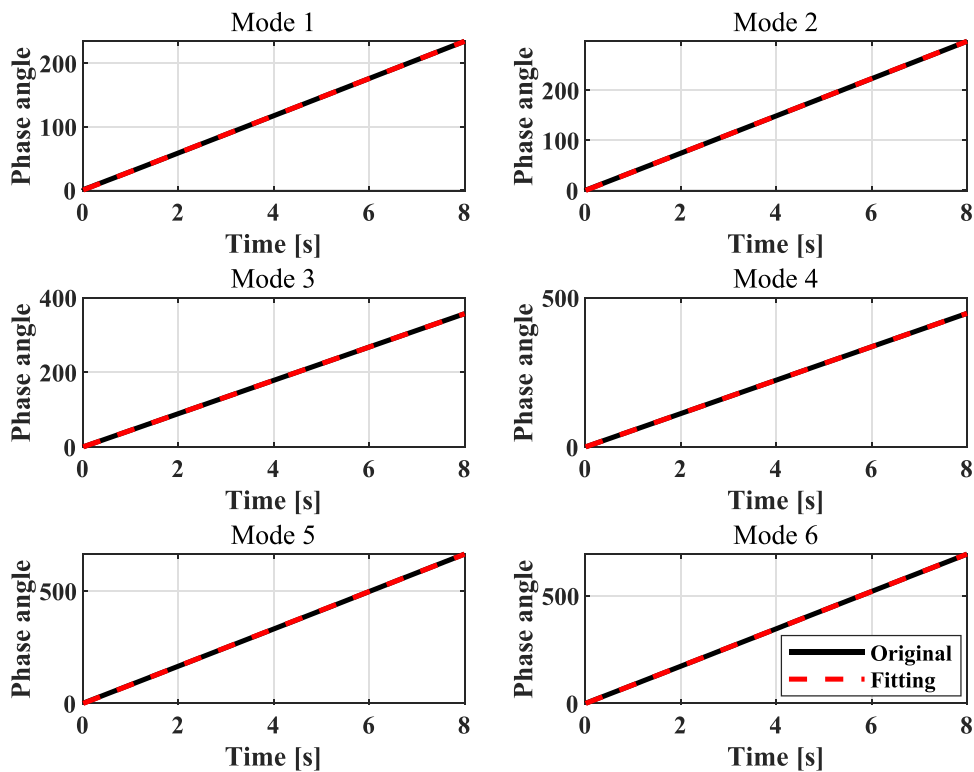 Mode 1
Phase angle
200
100
0
0 2 4 6 8
Time [s]
Mode 2
Phase angle
200
100
0
0 2 4 6 8
Time [s]
Mode 3
Phase angle
400
200
0
0 2 4 6 8
Time [s]
Mode 4
Phase angle
500
0
0 2 4 6 8
Time [s]
Mode 5
Phase angle
500
0
0 2 4 6 8
Time [s]
Mode 6
Phase angle
500
0
0 2 4 6 8
Time [s]
Original
Fitting